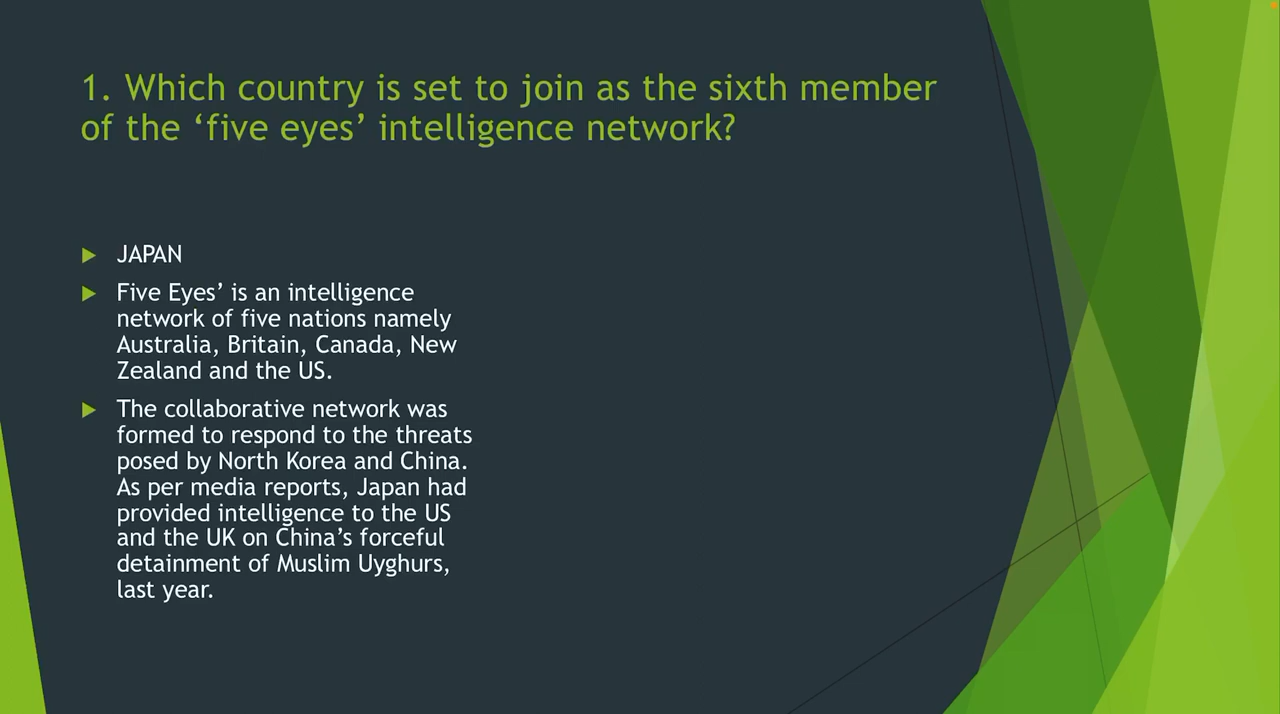 1. Which country is set to join as the sixth member
of the ‘five eyes’ intelligence network?
JAPAN
Five Eyes’ is an intelligence
network of five nations namely
Australia, Britain, Canada, New
Zealand and the US.
The collaborative network was
formed to respond to the threats
posed by North Korea and China.
As per media reports, Japan had
provided intelligence to the US
and the UK on China’s forceful
detainment of Muslim Uyghurs,
last year.